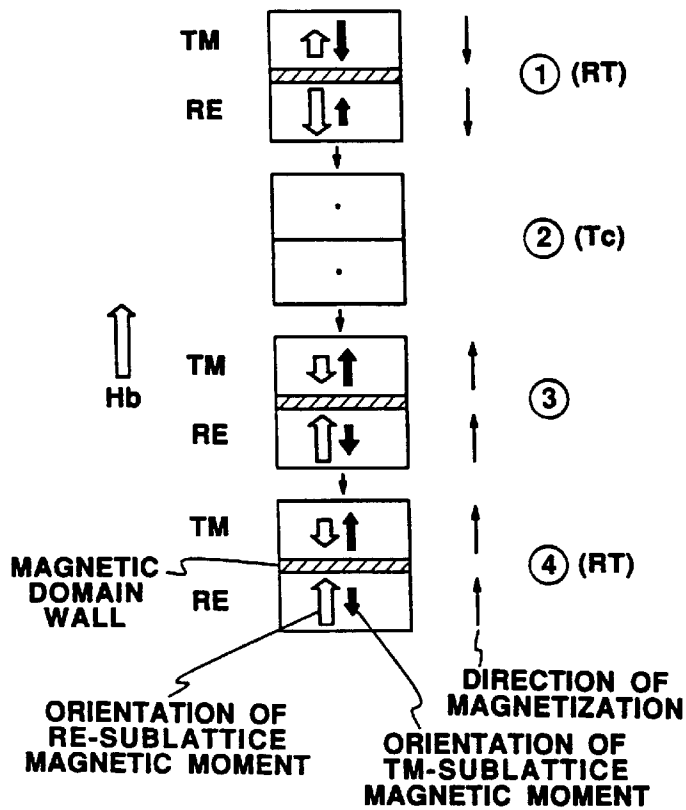 TM
① (RT)
RE
② (Tc)
Hb
TM
③
RE
TM
④ (RT)
RE
MAGNETIC
DOMAIN
WALL
DIRECTION OF
MAGNETIZATION
ORIENTATION OF
RE-SUBLATTICE
MAGNETIC MOMENT
ORIENTATION OF
TM-SUBLATTICE
MAGNETIC MOMENT